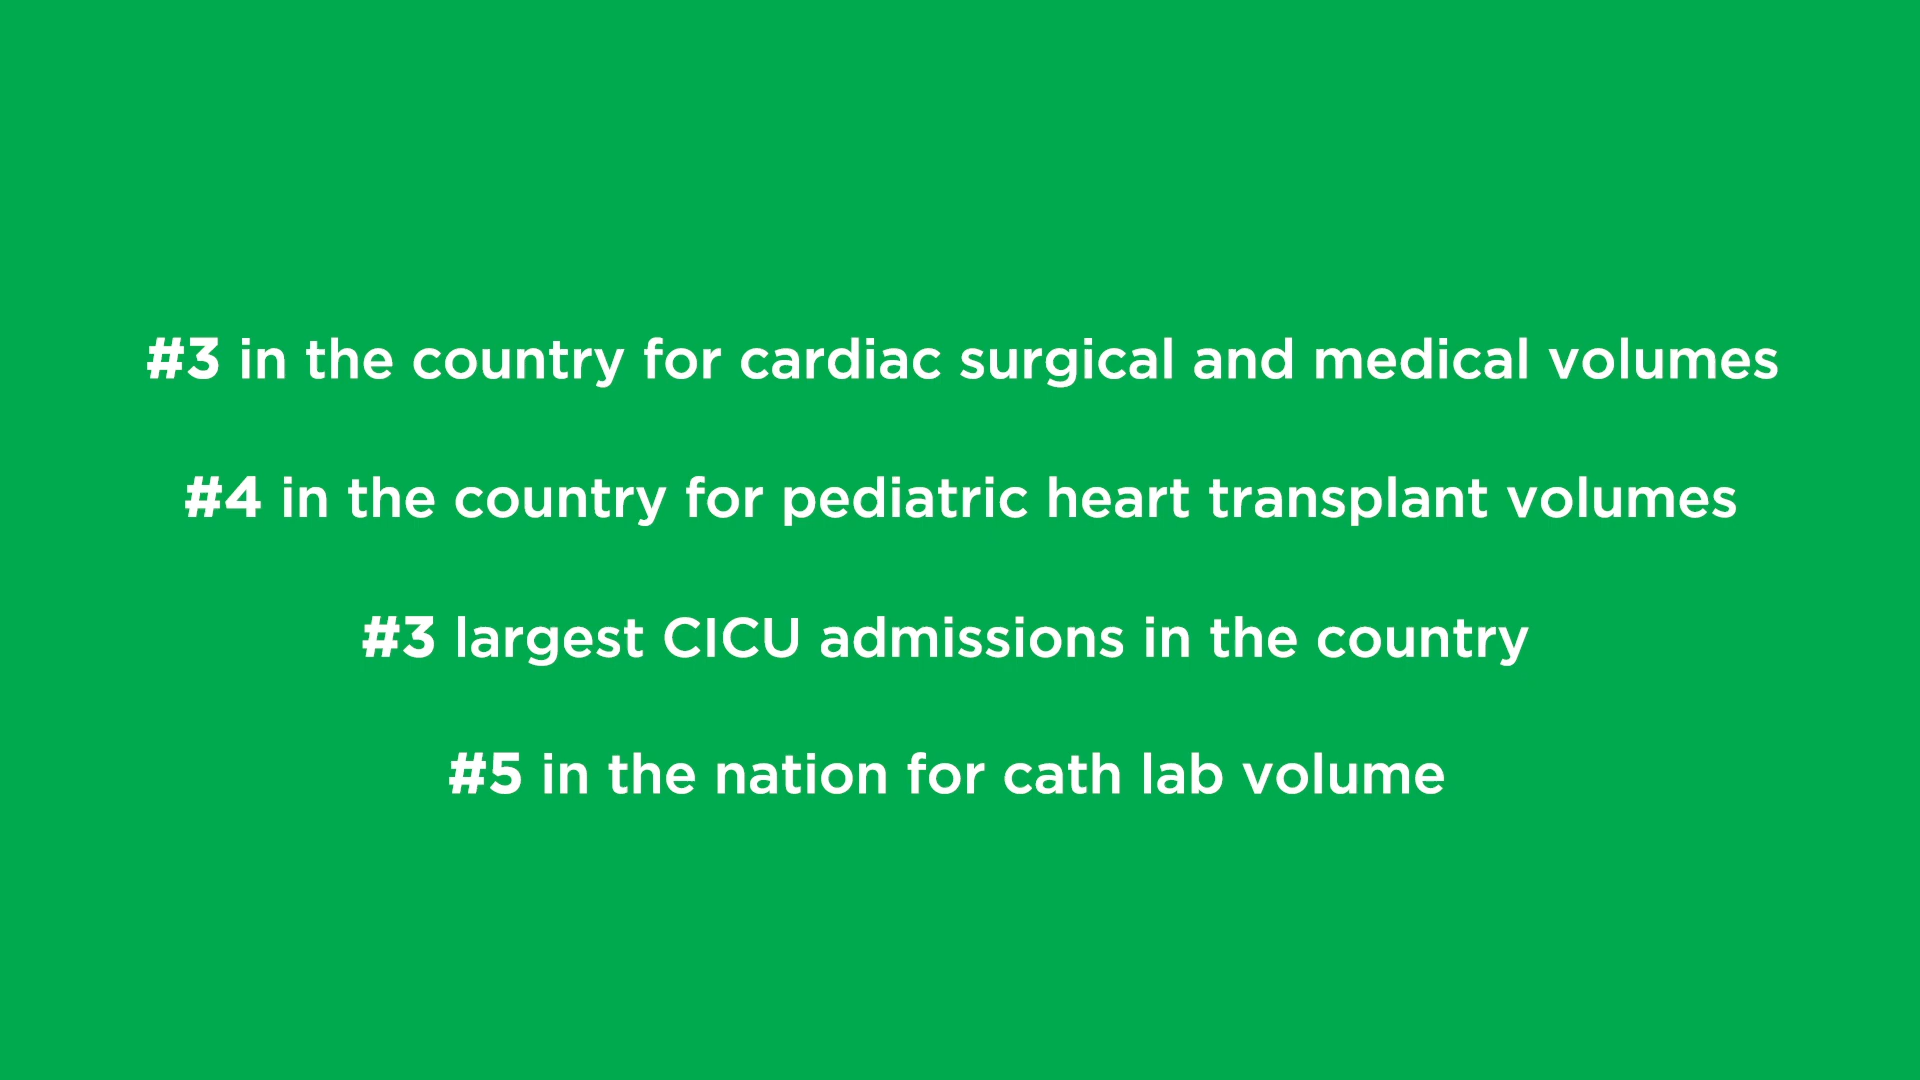 #3 in the country for cardiac surgical and medical volumes
#4 in the country for pediatric heart transplant volumes
#3 largest CICU admissions in the country
#5 in the nation for cath lab volume